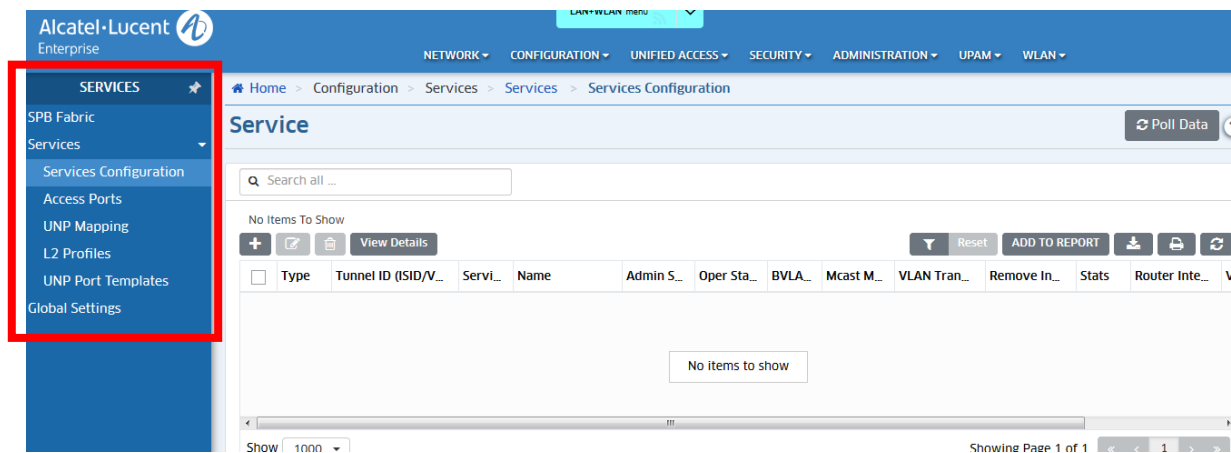 LAN+WLAN menu
Alcatel·Lucent
Enterprise
NETWORK CONFIGURATION UNIFIED ACCESS SECURITY ADMINISTRATION UPAM WLAN
SERVICES
SPB Fabric
Services
Services Configuration
Access Ports
UNP Mapping
L2 Profiles
UNP Port Templates
Global Settings
Home > Configuration > Services > Services > Services Configuration
Service
Poll Data
Search all ...
No Items To Show
View Details
Reset ADD TO REPORT
Type Tunnel ID (ISID/V... Servi... Name Admin S... Oper Sta... BVLA... Mcast M... VLAN Tran... Remove In... Stats Router Inte... V
No items to show
Show 1000
Showing Page 1 of 1 « < 1 > »